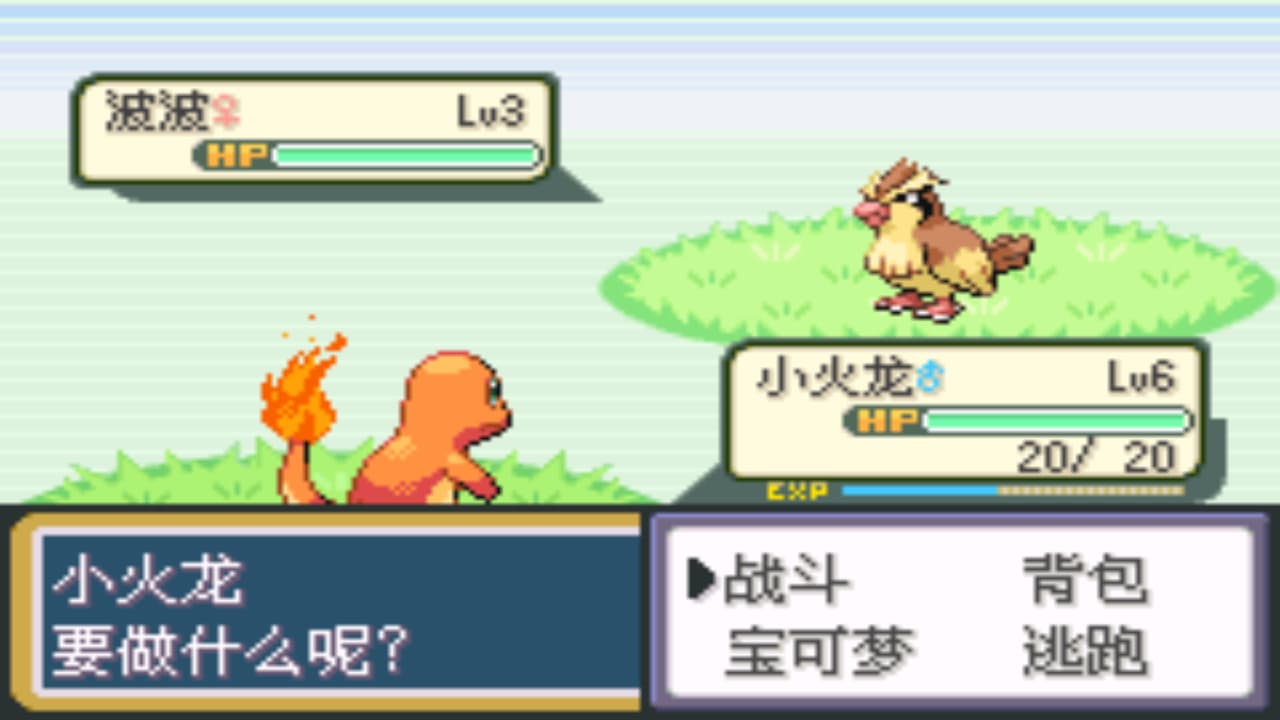 波波♀ Lv3
HP
小火龙♂ Lv6
HP
20/ 20
EXP
小火龙
要做什么呢?
▶战斗 背包
宝可梦 逃跑